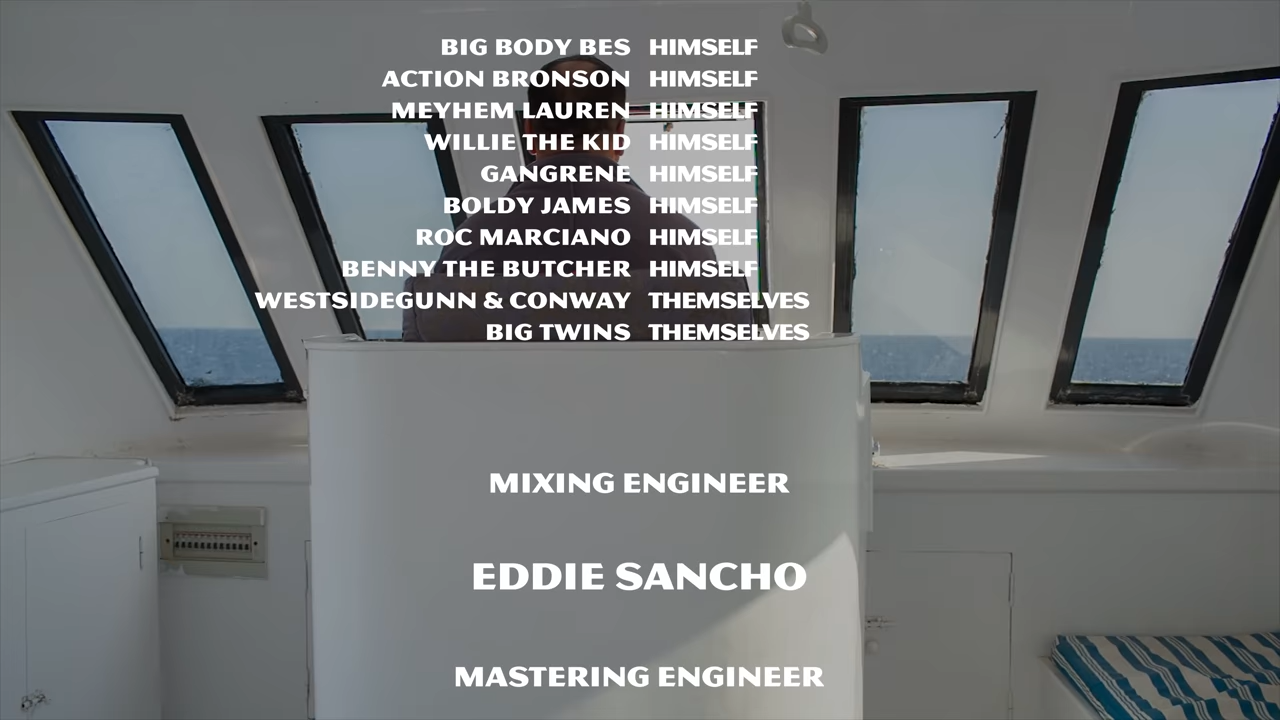 BIG BODY BES HIMSELF
ACTION BRONSON HIMSELF
MEYHEM LAUREN HIMSELF
WILLIE THE KID HIMSELF
GANGRENE HIMSELF
BOLDY JAMES HIMSELF
ROC MARCIANO HIMSELF
BENNY THE BUTCHER HIMSELF
WESTSIDEGUNN & CONWAY THEMSELVES
BIG TWINS THEMSELVES
MIXING ENGINEER
EDDIE SANCHO
MASTERING ENGINEER